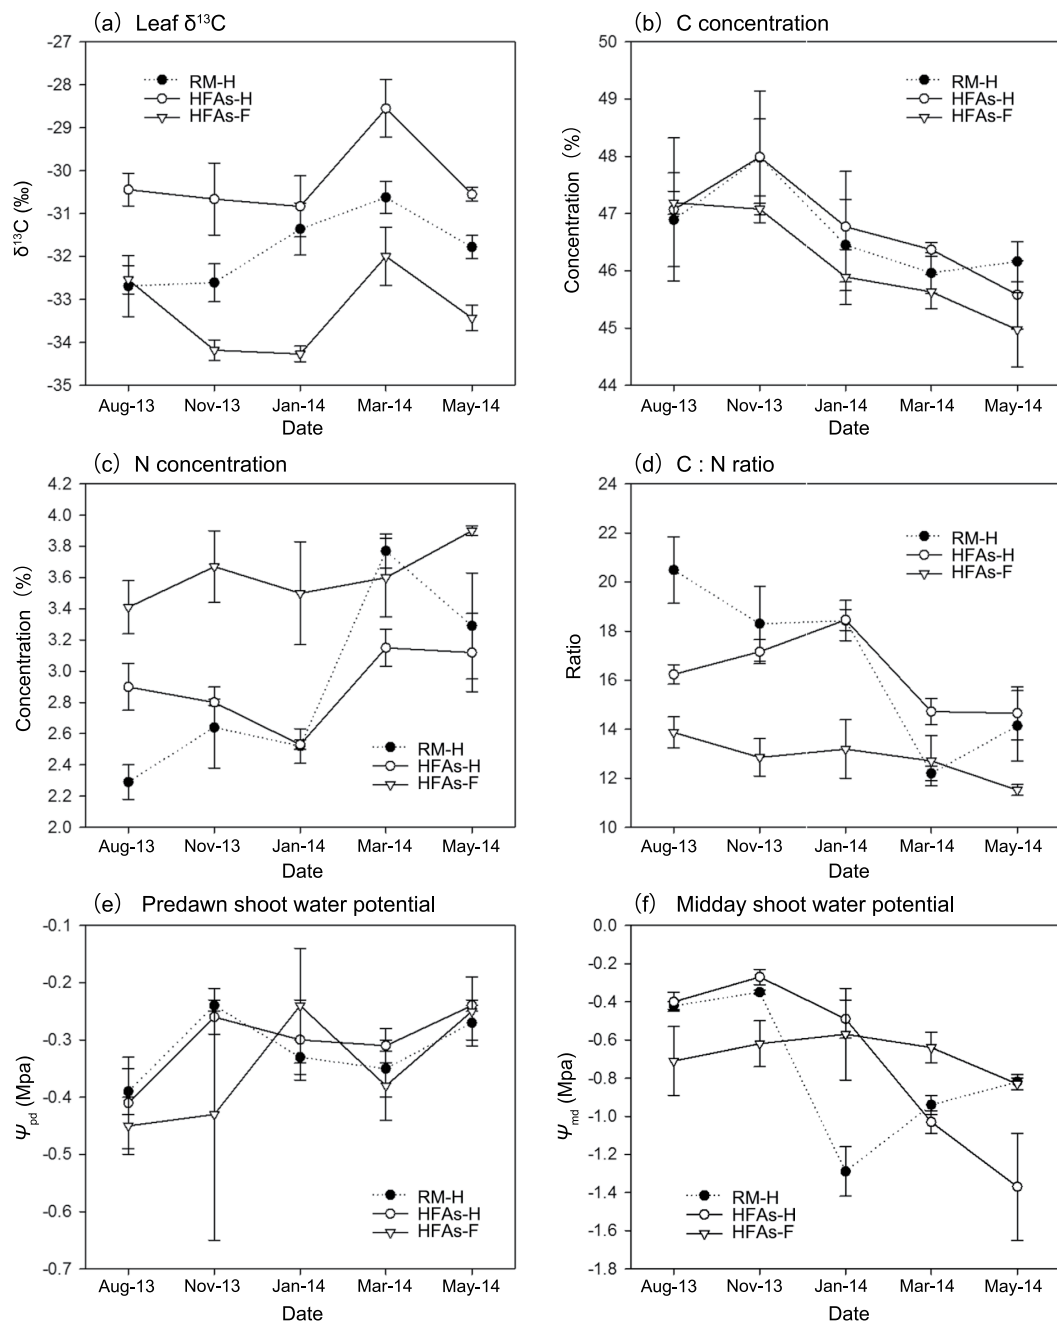 (a) Leaf δ¹³C
-27
-28
-29
-30
-31
-32
-33
-34
-35
δ¹³C (‰)
RM-H
HFAs-H
HFAs-F
Aug-13 Nov-13 Jan-14 Mar-14 May-14
Date
(b) C concentration
50
49
48
47
46
45
44
Concentration (%)
RM-H
HFAs-H
HFAs-F
Aug-13 Nov-13 Jan-14 Mar-14 May-14
Date
(c) N concentration
4.2
4.0
3.8
3.6
3.4
3.2
3.0
2.8
2.6
2.4
2.2
2.0
Concentration (%)
RM-H
HFAs-H
HFAs-F
Aug-13 Nov-13 Jan-14 Mar-14 May-14
Date
(d) C : N ratio
24
22
20
18
16
14
12
10
Ratio
RM-H
HFAs-H
HFAs-F
Aug-13 Nov-13 Jan-14 Mar-14 May-14
Date
(e) Predawn shoot water potential
-0.1
-0.2
-0.3
-0.4
-0.5
-0.6
-0.7
Ψpd (Mpa)
RM-H
HFAs-H
HFAs-F
Aug-13 Nov-13 Jan-14 Mar-14 May-14
Date
(f) Midday shoot water potential
0.0
-0.2
-0.4
-0.6
-0.8
-1.0
-1.2
-1.4
-1.6
-1.8
Ψmd (Mpa)
RM-H
HFAs-H
HFAs-F
Aug-13 Nov-13 Jan-14 Mar-14 May-14
Date